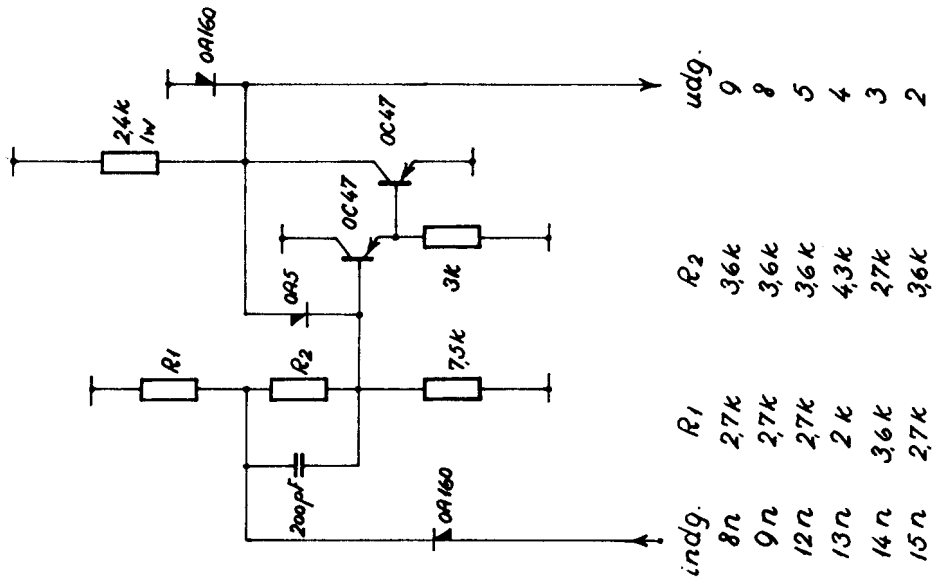 2,4k
1W
OA160
R1
OA5
OC47
OC47
R2
200pF
3k
7,5k
OA160
indg. R1 R2 udg.
8n 2,7k 3,6k 9
9n 2,7k 3,6k 8
12n 2,7k 3,6k 5
13n 2k 4,3k 4
14n 3,6k 2,7k 3
15n 2,7k 3,6k 2